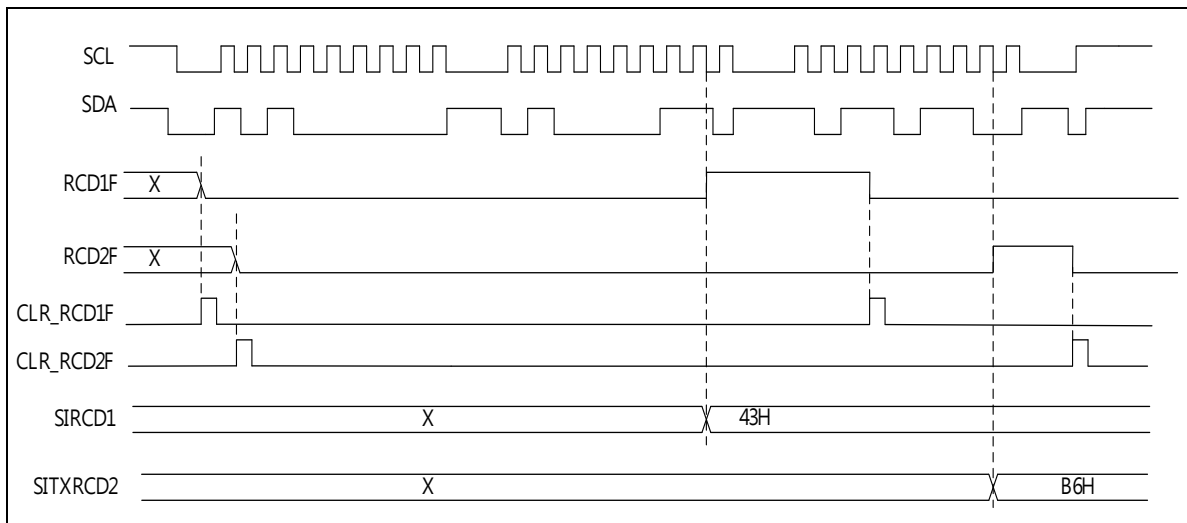 SCL
SDA
RCD1F X
RCD2F X
CLR_RCD1F
CLR_RCD2F
SIRCD1 X 43H
SITXRCD2 X B6H